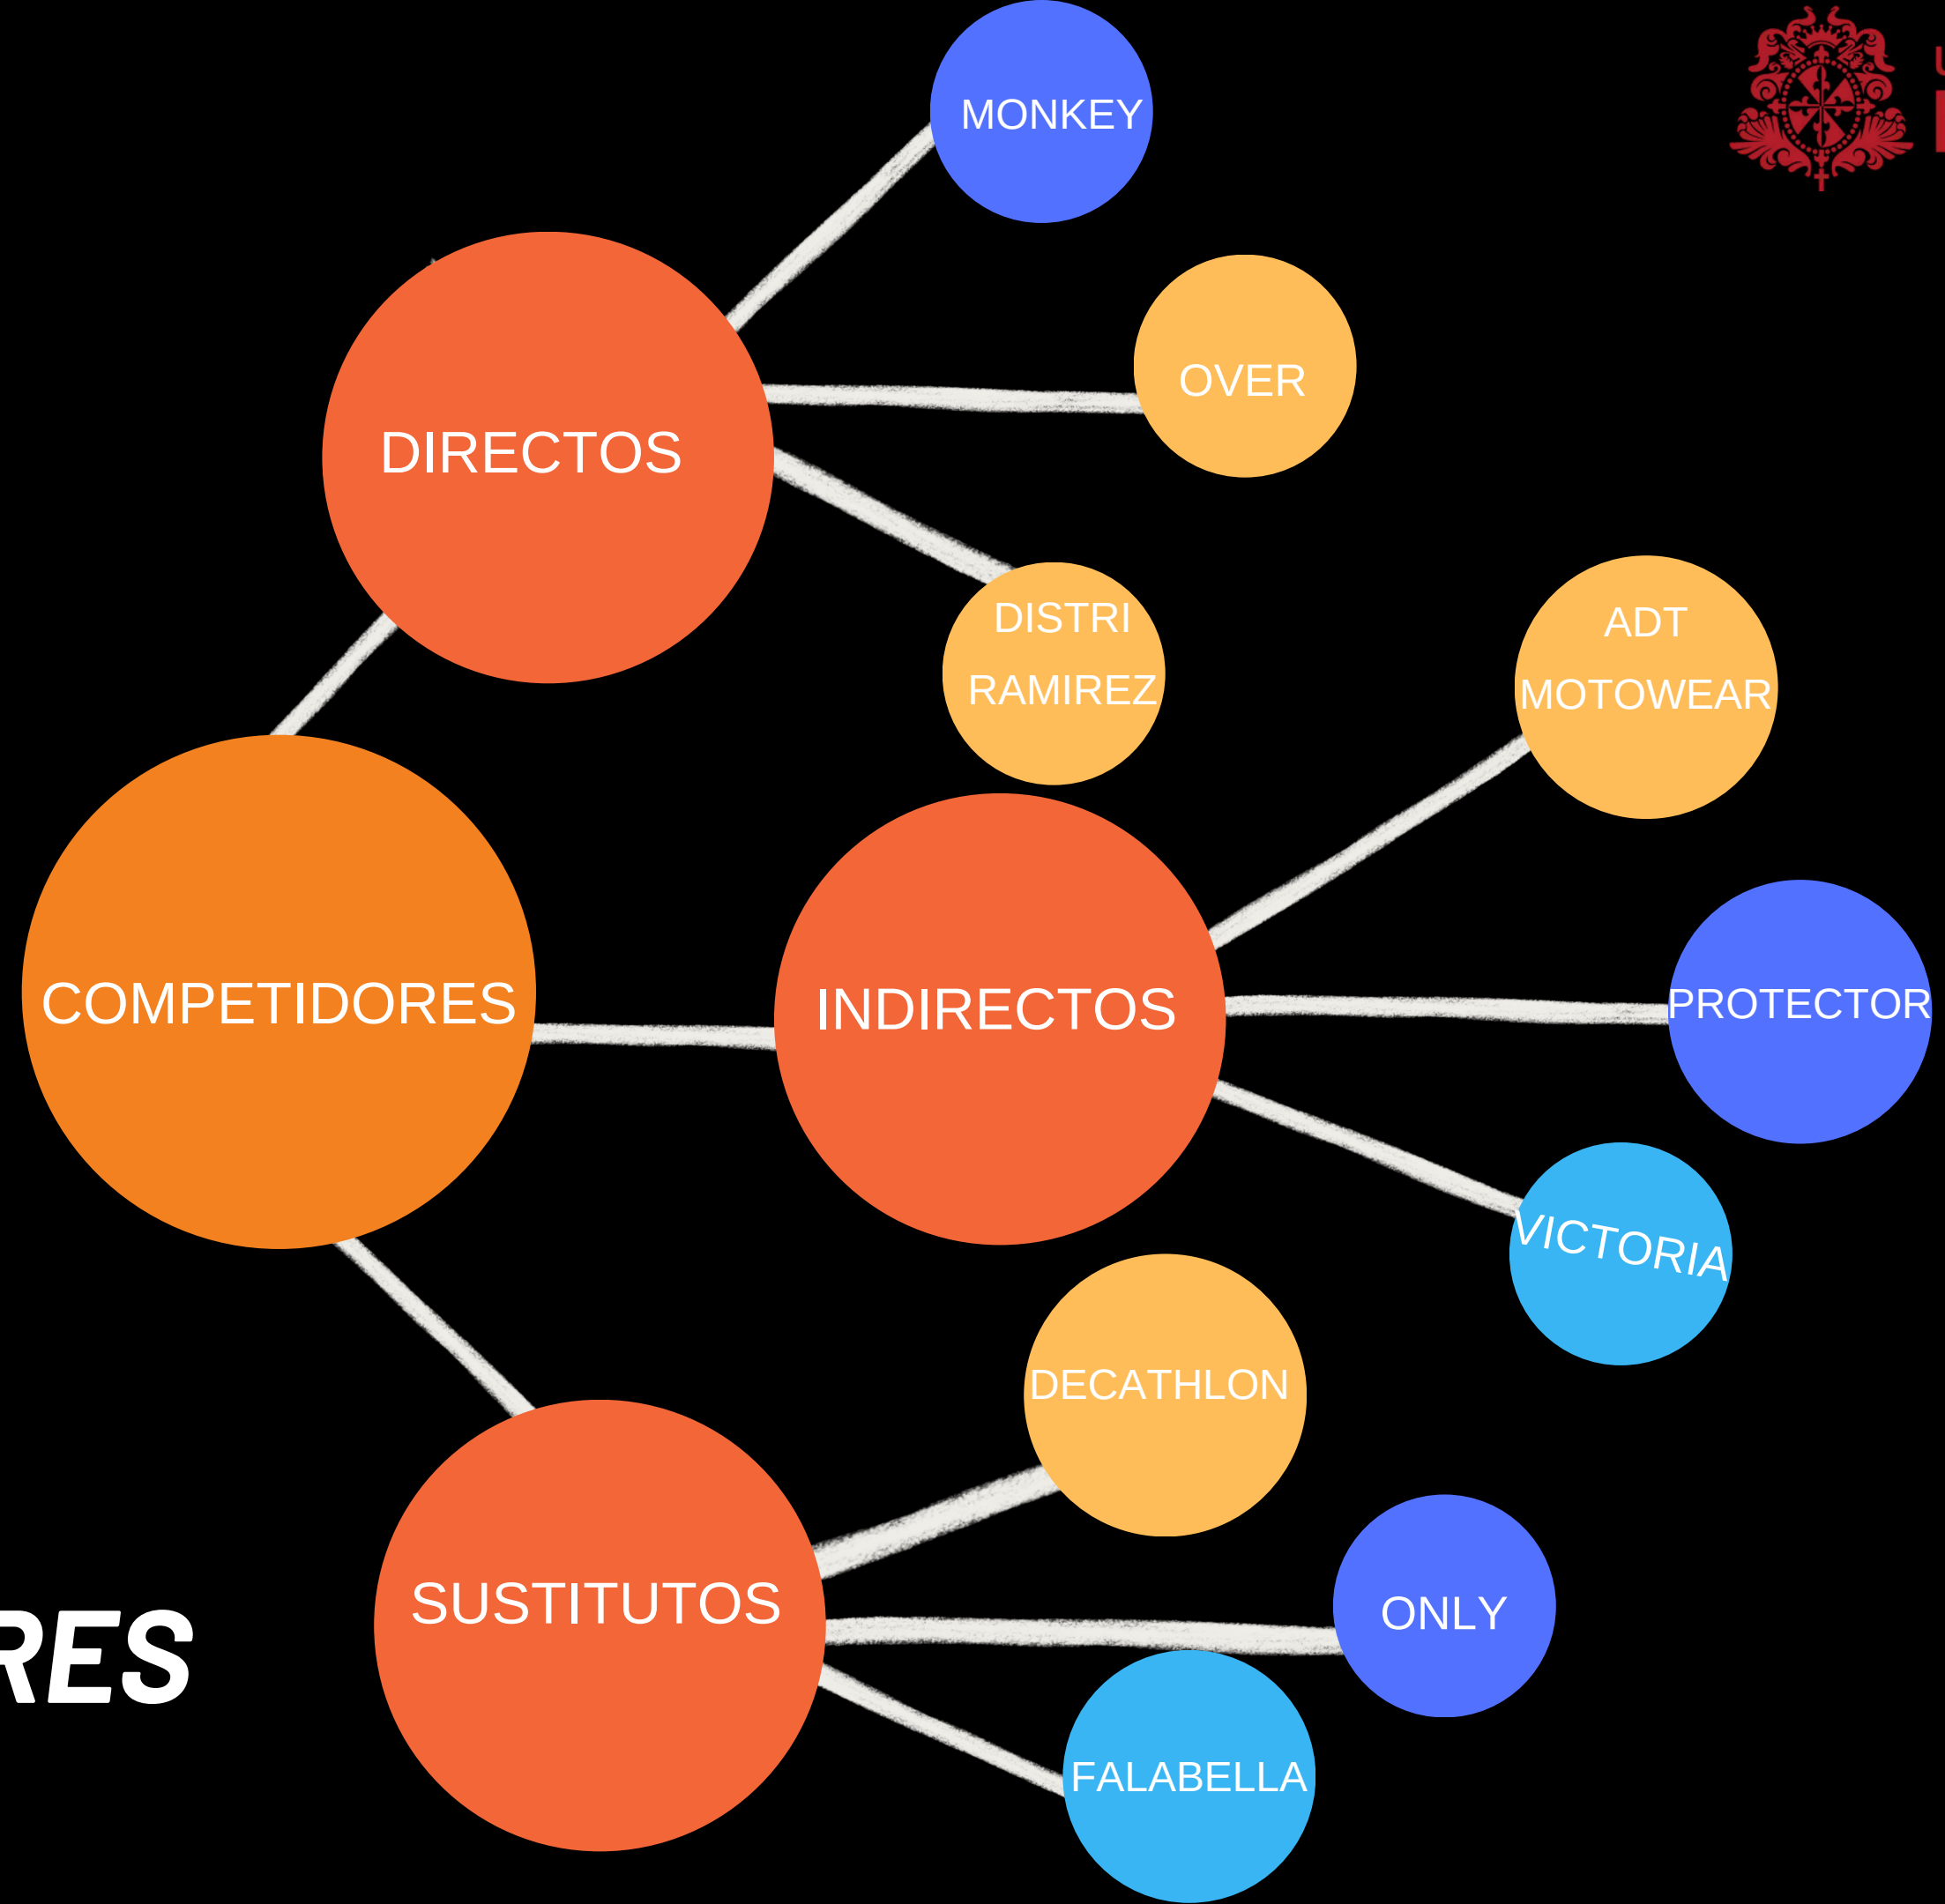 MONKEY
OVER
DIRECTOS
DISTRI
RAMIREZ
ADT
MOTOWEAR
COMPETIDORES
INDIRECTOS
PROTECTOR
VICTORIA
DECATHLON
SUSTITUTOS
ONLY
RES
FALABELLA